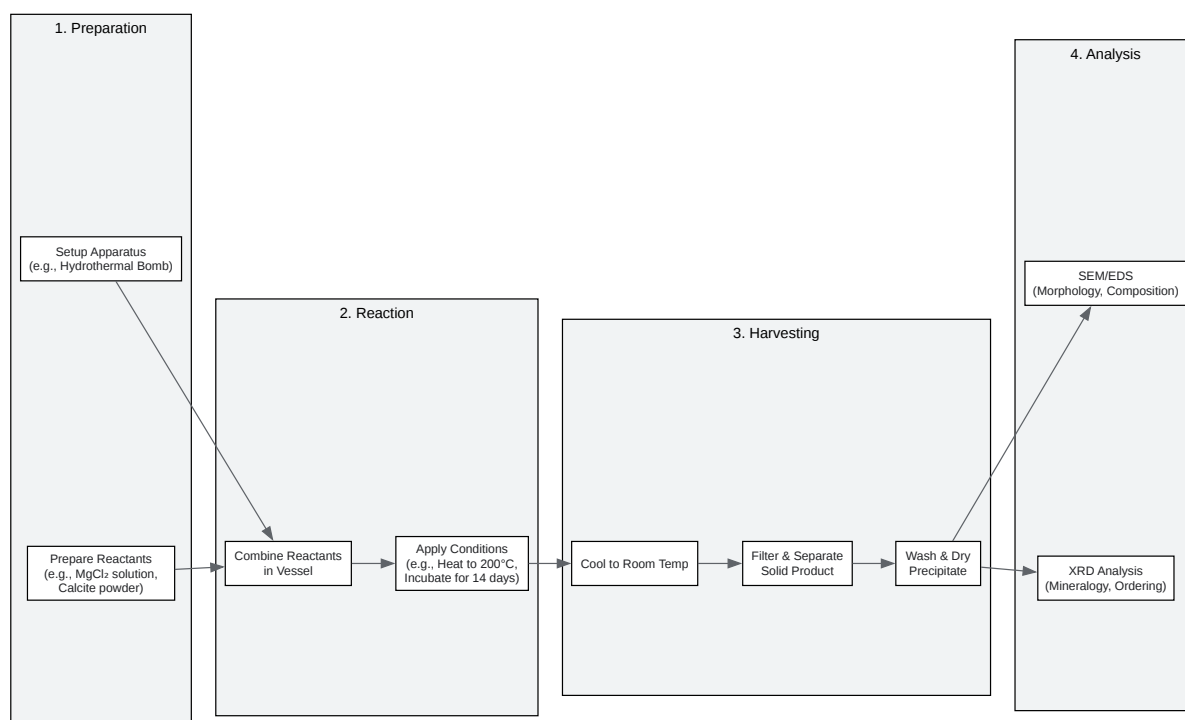 1. Preparation
Setup Apparatus
(e.g., Hydrothermal Bomb)
Prepare Reactants
(e.g., MgCl₂ solution,
Calcite powder)
2. Reaction
Combine Reactants
in Vessel
Apply Conditions
(e.g., Heat to 200°C,
Incubate for 14 days)
3. Harvesting
Cool to Room Temp
Filter & Separate
Solid Product
Wash & Dry
Precipitate
4. Analysis
SEM/EDS
(Morphology, Composition)
XRD Analysis
(Mineralogy, Ordering)